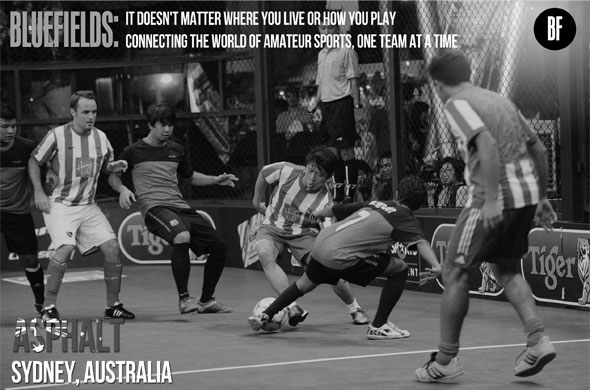 BLUEFIELDS: IT DOESN'T MATTER WHERE YOU LIVE OR HOW YOU PLAY
CONNECTING THE WORLD OF AMATEUR SPORTS, ONE TEAM AT A TIME
BF
Tiger
Tiger
7
ASPHALT
SYDNEY, AUSTRALIA